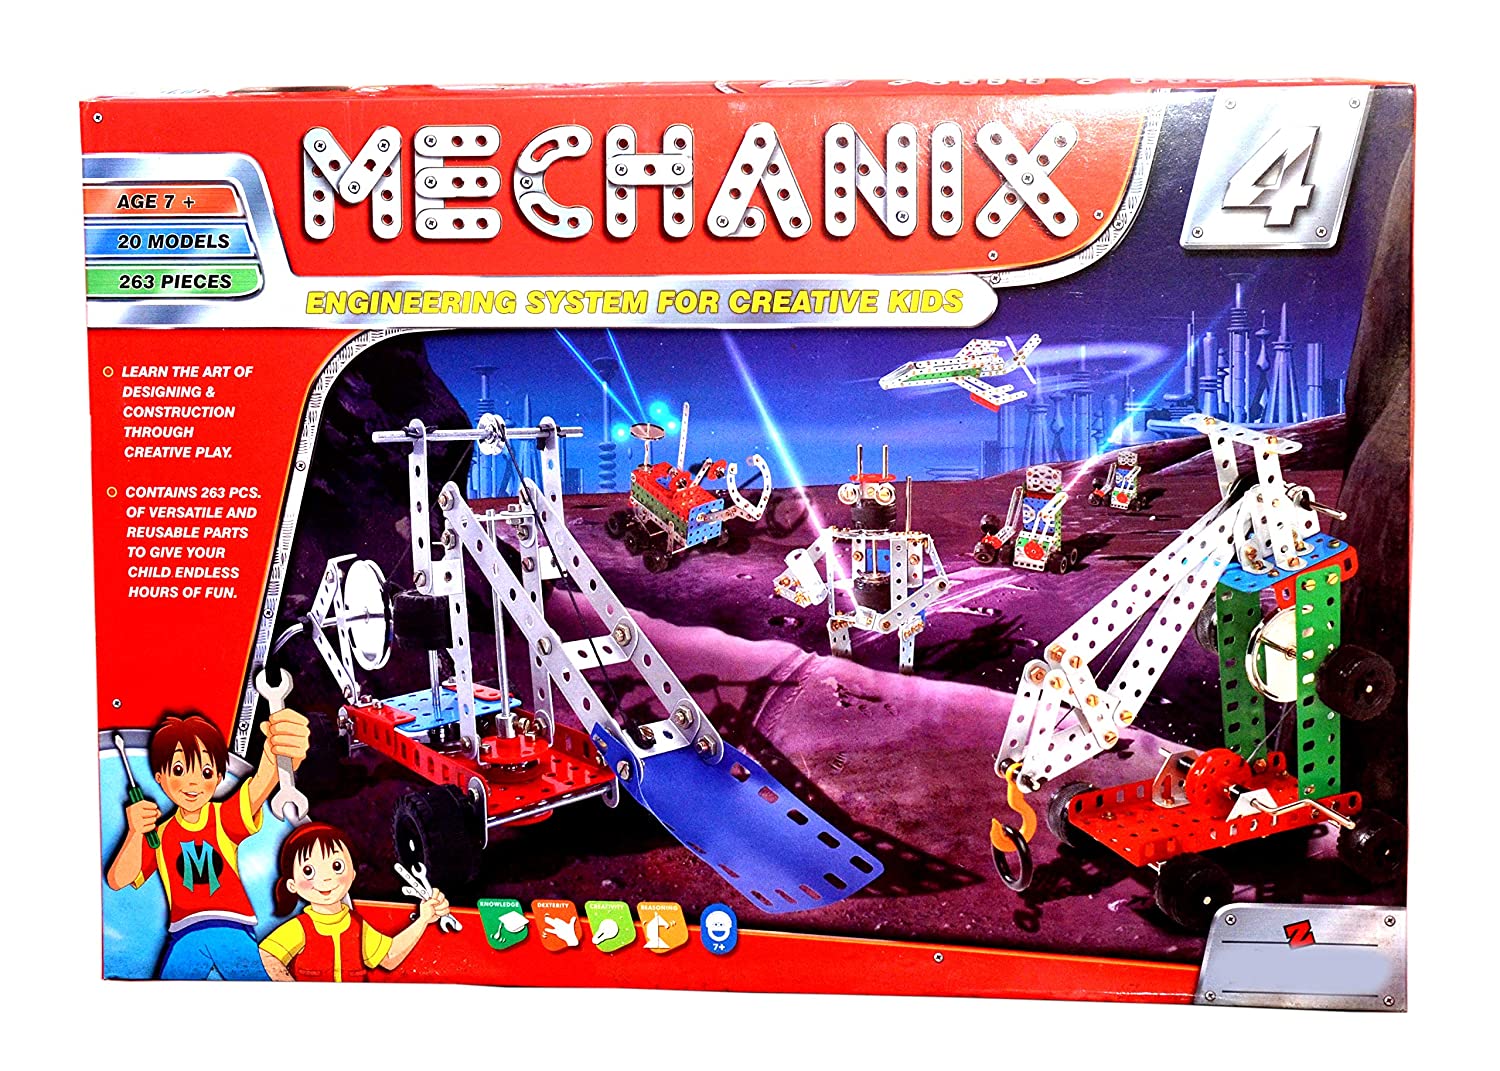 MECHANIX
4
AGE 7 +
20 MODELS
263 PIECES
ENGINEERING SYSTEM FOR CREATIVE KIDS
LEARN THE ART OF
DESIGNING &
CONSTRUCTION
THROUGH
CREATIVE PLAY.
CONTAINS 263 PCS.
OF VERSATILE AND
REUSABLE PARTS
TO GIVE YOUR
CHILD ENDLESS
HOURS OF FUN.
M
KNOWLEDGE
DEXTERITY
CREATIVITY
REASONING
7+
Z